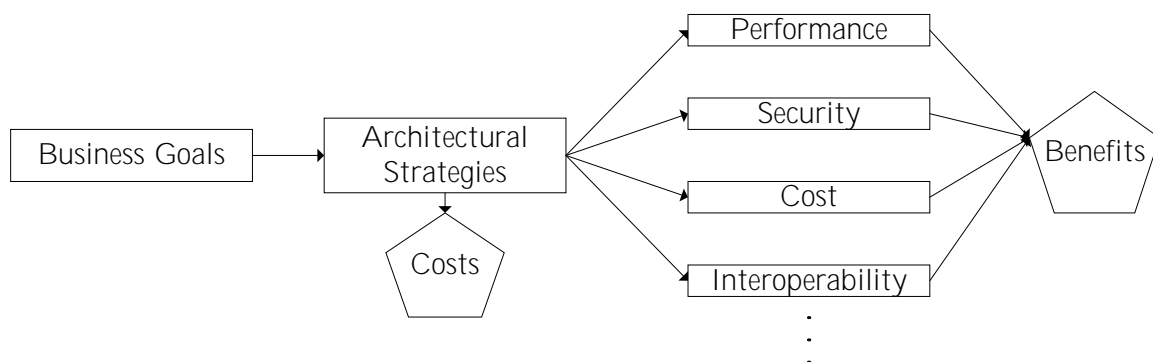 Business Goals
Architectural
Strategies
Costs
Performance
Security
Cost
Interoperability
Benefits